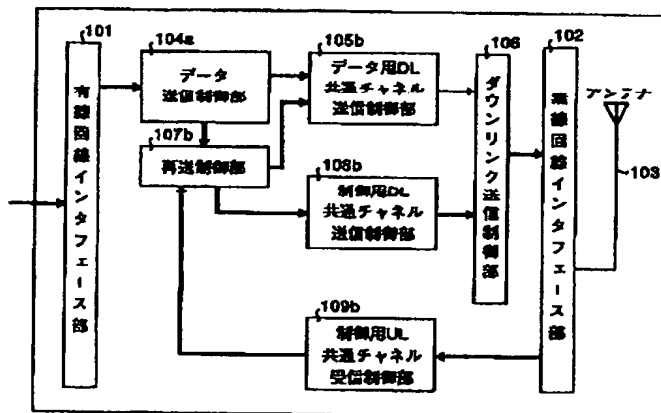 101
有線回線インタフェース部
104a
データ
送信制御部
105b
データ用DL
共通チャネル
送信制御部
106
ダウンリンク送信制御部
102
無線回線インタフェース部
アンテナ
103
107b
再送制御部
108b
制御用DL
共通チャネル
送信制御部
109b
制御用UL
共通チャネル
受信制御部